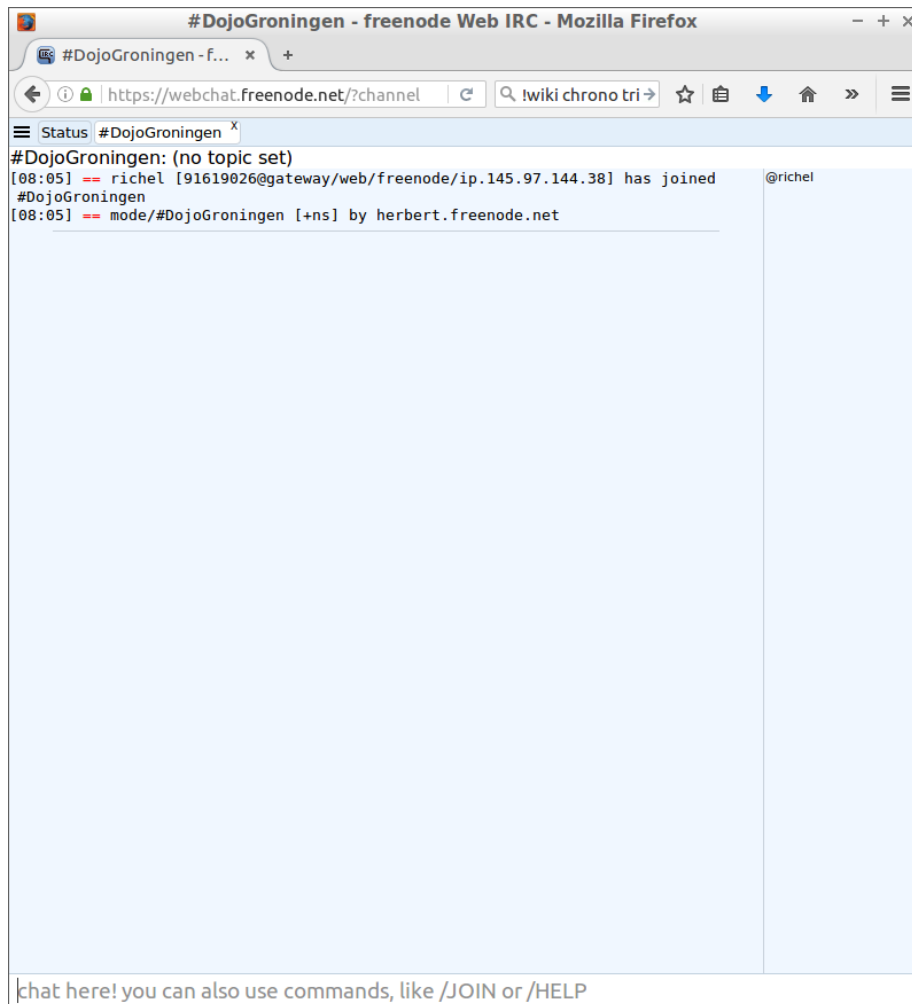 #DojoGroningen - freenode Web IRC - Mozilla Firefox
#DojoGroningen - f...
https://webchat.freenode.net/?channel
!wiki chrono tri
Status #DojoGroningen X
#DojoGroningen: (no topic set)
[08:05] == richel [91619026@gateway/web/freenode/ip.145.97.144.38] has joined
#DojoGroningen
[08:05] == mode/#DojoGroningen [+ns] by herbert.freenode.net
@richel
chat here! you can also use commands, like /JOIN or /HELP